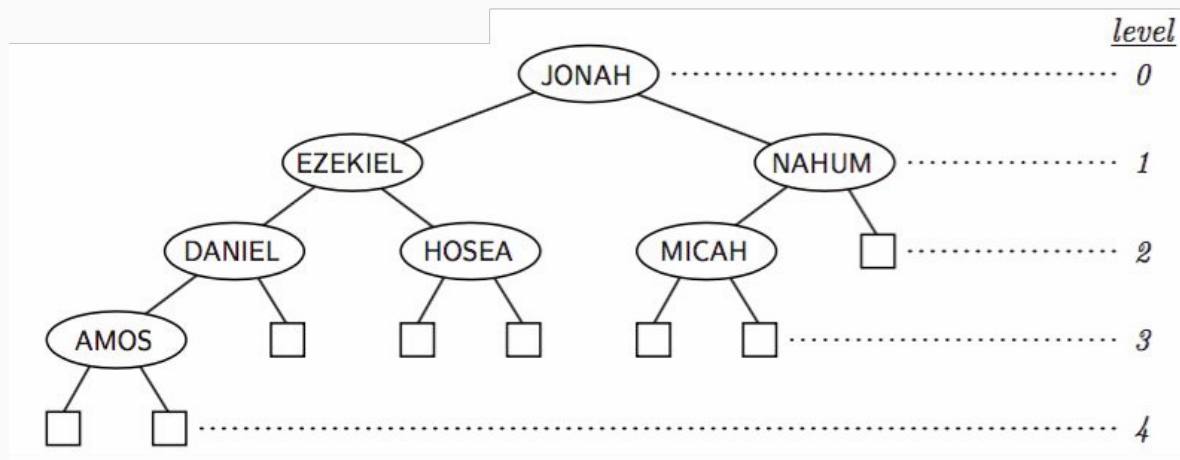 level
JONAH 0
EZEKIEL NAHUM 1
DANIEL HOSEA MICAH 2
AMOS 3
4